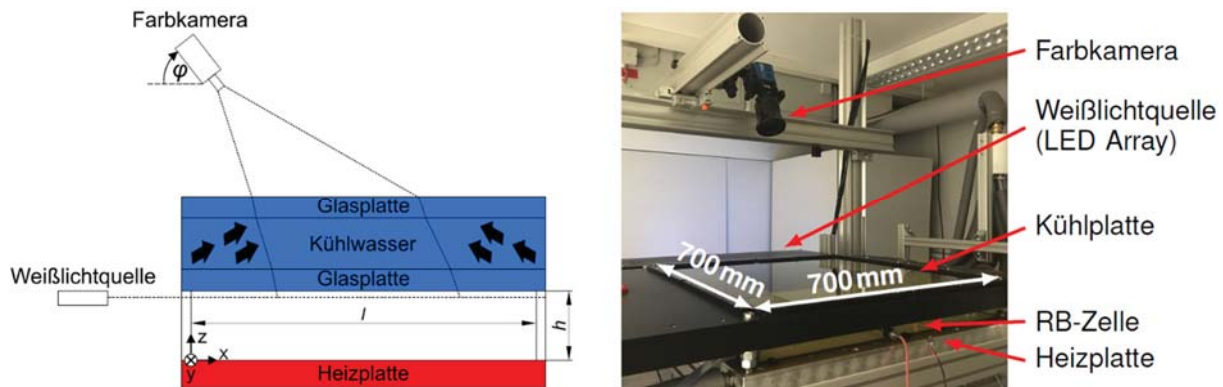 Farbkamera
φ
Glasplatte
Kühlwasser
Glasplatte
Weißlichtquelle
l
h
z
x
y
Heizplatte
Farbkamera
Weißlichtquelle
(LED Array)
Kühlplatte
700 mm
700 mm
RB-Zelle
Heizplatte